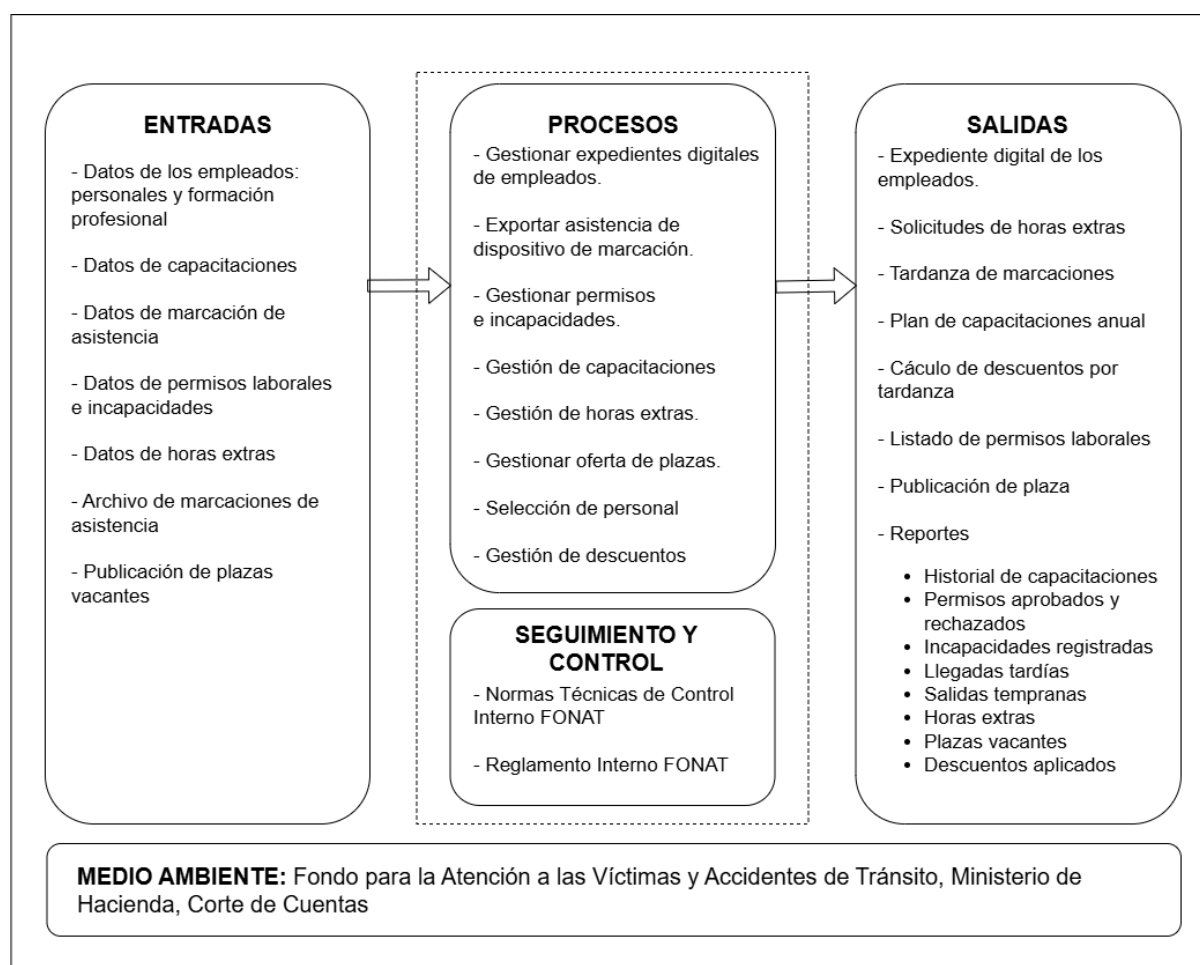 ENTRADAS
- Datos de los empleados:
personales y formación
profesional
- Datos de capacitaciones
- Datos de marcación de
asistencia
- Datos de permisos laborales
e incapacidades
- Datos de horas extras
- Archivo de marcaciones de
asistencia
- Publicación de plazas
vacantes
PROCESOS
- Gestionar expedientes digitales
de empleados.
- Exportar asistencia de
dispositivo de marcación.
- Gestionar permisos
e incapacidades.
- Gestión de capacitaciones
- Gestión de horas extras.
- Gestionar oferta de plazas.
- Selección de personal
- Gestión de descuentos
SEGUIMIENTO Y
CONTROL
- Normas Técnicas de Control
Interno FONAT
- Reglamento Interno FONAT
SALIDAS
- Expediente digital de los
empleados.
- Solicitudes de horas extras
- Tardanza de marcaciones
- Plan de capacitaciones anual
- Cáculo de descuentos por
tardanza
- Listado de permisos laborales
- Publicación de plaza
- Reportes
• Historial de capacitaciones
• Permisos aprobados y
rechazados
• Incapacidades registradas
• Llegadas tardías
• Salidas tempranas
• Horas extras
• Plazas vacantes
• Descuentos aplicados
MEDIO AMBIENTE: Fondo para la Atención a las Víctimas y Accidentes de Tránsito, Ministerio de
Hacienda, Corte de Cuentas